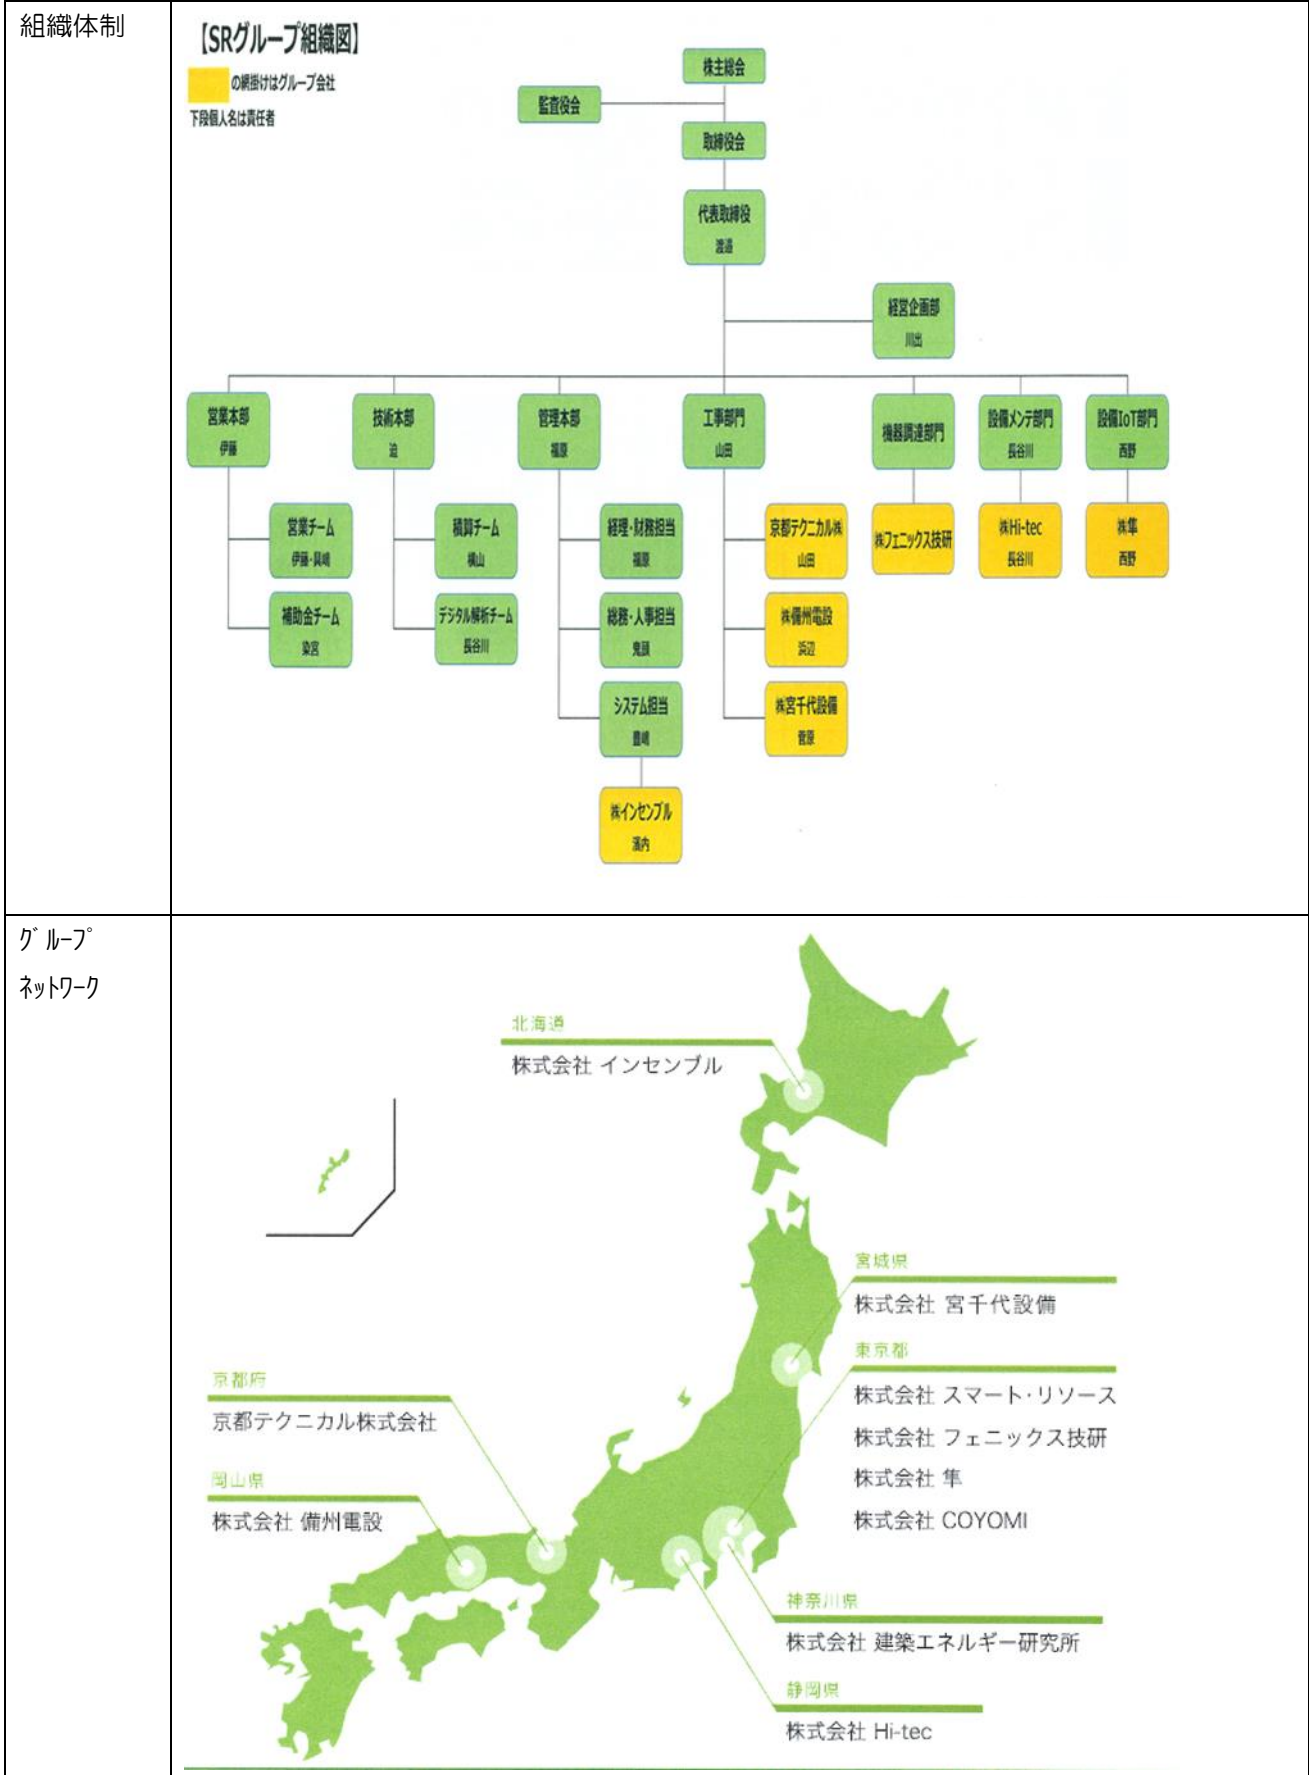 組織体制
【SRグループ組織図】
の網掛けはグループ会社
下段個人名は責任者
株主総会
監査役会
取締役会
代表取締役
渡邉
経営企画部
川出
営業本部
伊藤
技術本部
迫
管理本部
福原
工事部門
山田
機器調達部門
設備メンテ部門
長谷川
設備IoT部門
西野
営業チーム
伊藤・具嶋
積算チーム
横山
経理・財務担当
福原
京都テクニカル㈱
山田
㈱フェニックス技研
㈱Hi-tec
長谷川
㈱隼
西野
補助金チーム
染宮
デジタル解析チーム
長谷川
総務・人事担当
鬼頭
㈱備州電設
浜辺
システム担当
豊嶋
㈱宮千代設備
菅原
㈱インセンブル
濱内
グループ
ネットワーク
北海道
株式会社 インセンブル
宮城県
株式会社 宮千代設備
東京都
株式会社 スマート・リソース
株式会社 フェニックス技研
株式会社 隼
株式会社 COYOMI
京都府
京都テクニカル株式会社
岡山県
株式会社 備州電設
神奈川県
株式会社 建築エネルギー研究所
静岡県
株式会社 Hi-tec